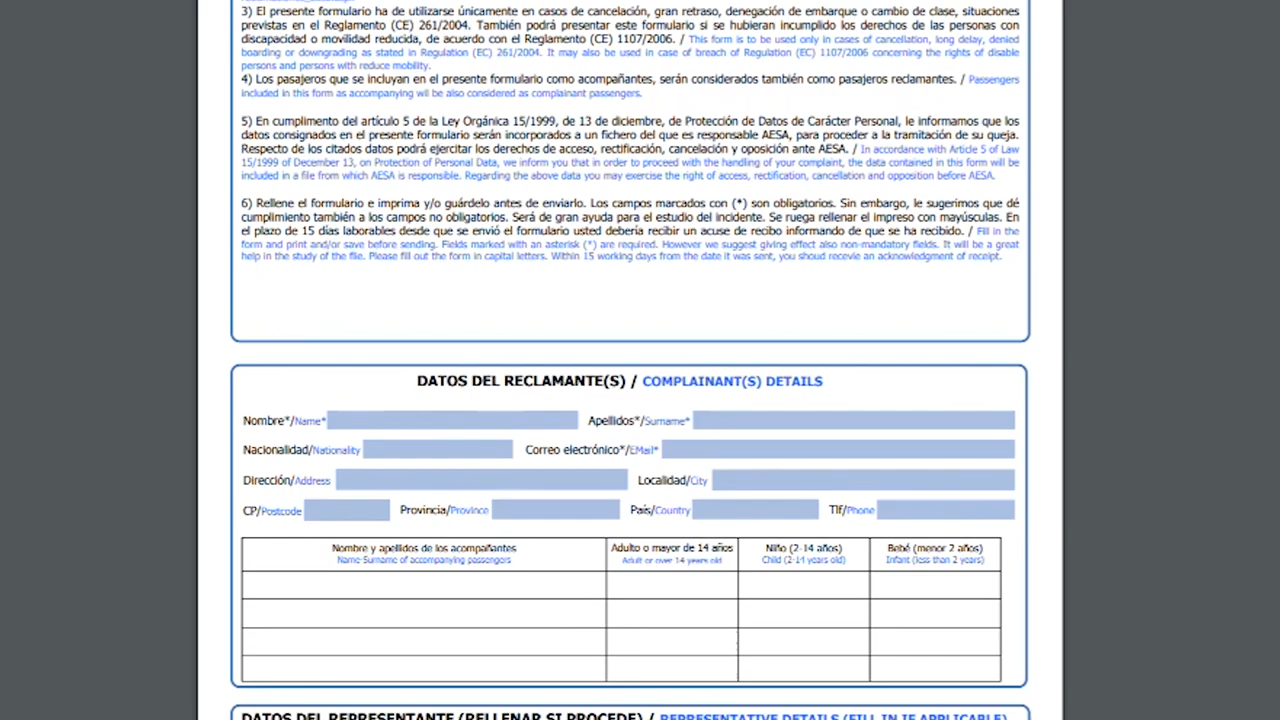 3) El presente formulario ha de utilizarse únicamente en casos de cancelación, gran retraso, denegación de embarque o cambio de clase, situaciones
previstas en el Reglamento (CE) 261/2004. También podrá presentar este formulario si se hubieran incumplido los derechos de las personas con
discapacidad o movilidad reducida, de acuerdo con el Reglamento (CE) 1107/2006. / This form is to be used only in cases of cancellation, long delay, denied
boarding or downgrading as stated in Regulation (EC) 261/2004. It may also be used in case of breach of Regulation (EC) 1107/2006 concerning the rights of disable
persons and persons with reduce mobility.
4) Los pasajeros que se incluyan en el presente formulario como acompañantes, serán considerados también como pasajeros reclamantes. / Passengers
included in this form as accompanying wil be also considered as complainant passengers.
5) En cumplimento del artículo 5 de la Ley Orgánica 15/1999, de 13 de diciembre, de Protección de Datos de Carácter Personal, le informamos que los
datos consignados en el presente formulario serán incorporados a un fichero del que es responsable AESA, para proceder a la tramitación de su queja.
Respecto de los citados datos podrá ejercitar los derechos de acceso, rectificación, cancelación y oposición ante AESA. / In accordance with Article 5 of Law
15/1999 of December 13, on Protection of Personal Data, we inform you that in order to proceed with the handling of your complaint, the data contained in this form will be
included in a file from which AESA is responsible. Regarding the above data you may exercise the right of access, rectification, cancellation and opposition before AESA.
6) Rellene el formulario e imprima y/o guárdelo antes de enviarlo. Los campos marcados con (*) son obligatorios. Sin embargo, le sugerimos que dé
cumplimiento también a los campos no obligatorios. Será de gran ayuda para el estudio del incidente. Se ruega rellenar el impreso con mayúsculas. En
el plazo de 15 días laborables desde que se envió el formulario usted debería recibir un acuse de recibo informando de que se ha recibido. / Fill in the
form and print and/or save before sending. Fields marked with an asterisk (*) are required. However we suggest giving effect also non-mandatory fields. It will be a great
help in the study of the file. Please fill out the form in capital letters. Within 15 working days from the date it was sent, you shoud recevie an acknowledgment of receipt.
DATOS DEL RECLAMANTE(S) / COMPLAINANT(S) DETAILS
Nombre*/Name* Apellidos*/Surname*
Nacionalidad/Nationality Correo electrónico*/EMail*
Dirección/Address Localidad/City
CP/Postcode Provincia/Province País/Country Tlf/Phone
Nombre y apellidos de los acompañantes Adulto o mayor de 14 años Niño (2-14 años) Bebé (menor 2 años)
Name-Surname of accompanying passengers Adult or over 14 years old Child (2-14 years old) Infant (less than 2 years)
DATOS DEL REPRESENTANTE (RELLENAR SI PROCEDE) / REPRESENTATIVE DETAILS (FILL IN IF APPLICABLE)